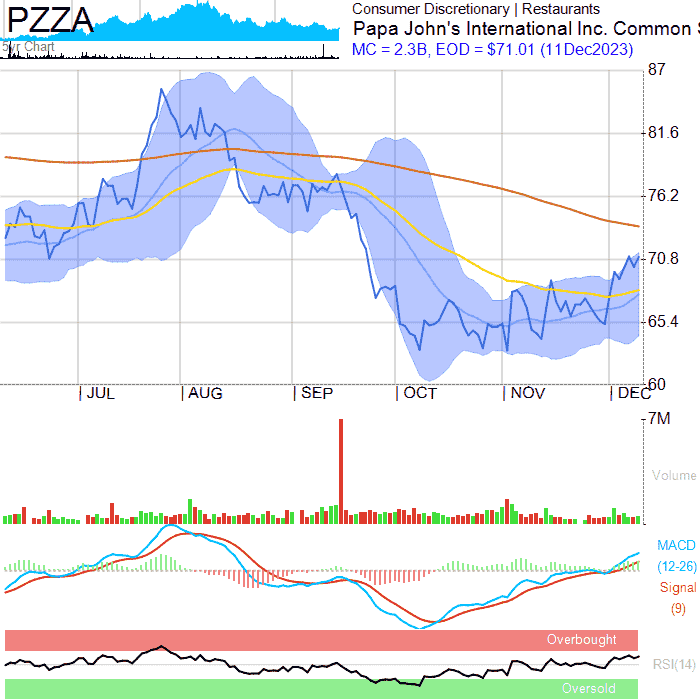 PZZA
5yr Chart
Consumer Discretionary | Restaurants
Papa John's International Inc. Common S
MC = 2.3B, EOD = $71.01 (11Dec2023)
87
81.6
76.2
70.8
65.4
60
JUL AUG SEP OCT NOV DEC
7M
Volume
MACD
(12-26)
Signal
(9)
Overbought
RSI(14)
Oversold